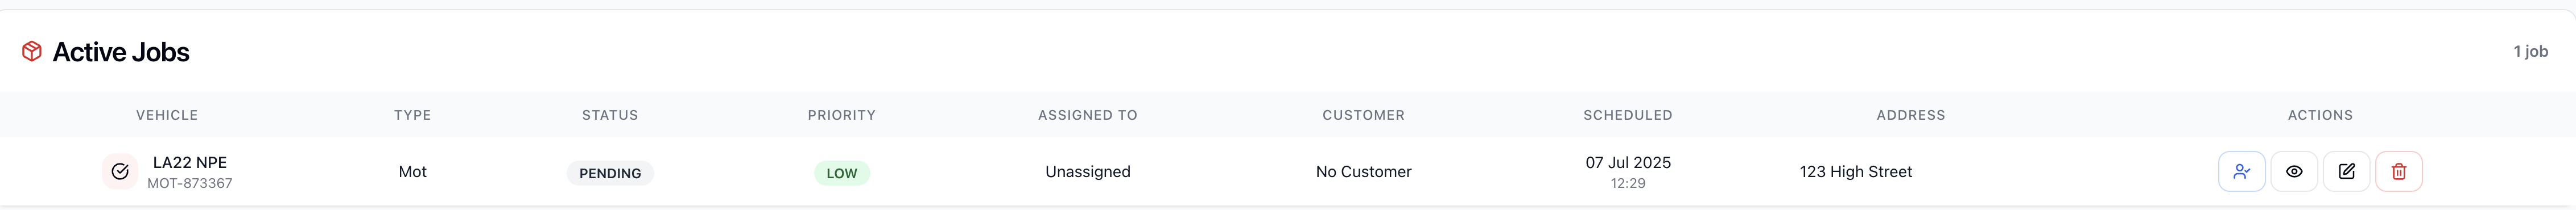 Active Jobs
1 job
VEHICLE TYPE STATUS PRIORITY ASSIGNED TO CUSTOMER SCHEDULED ADDRESS ACTIONS
LA22 NPE
MOT-873367
Mot
PENDING
LOW
Unassigned
No Customer
07 Jul 2025
12:29
123 High Street